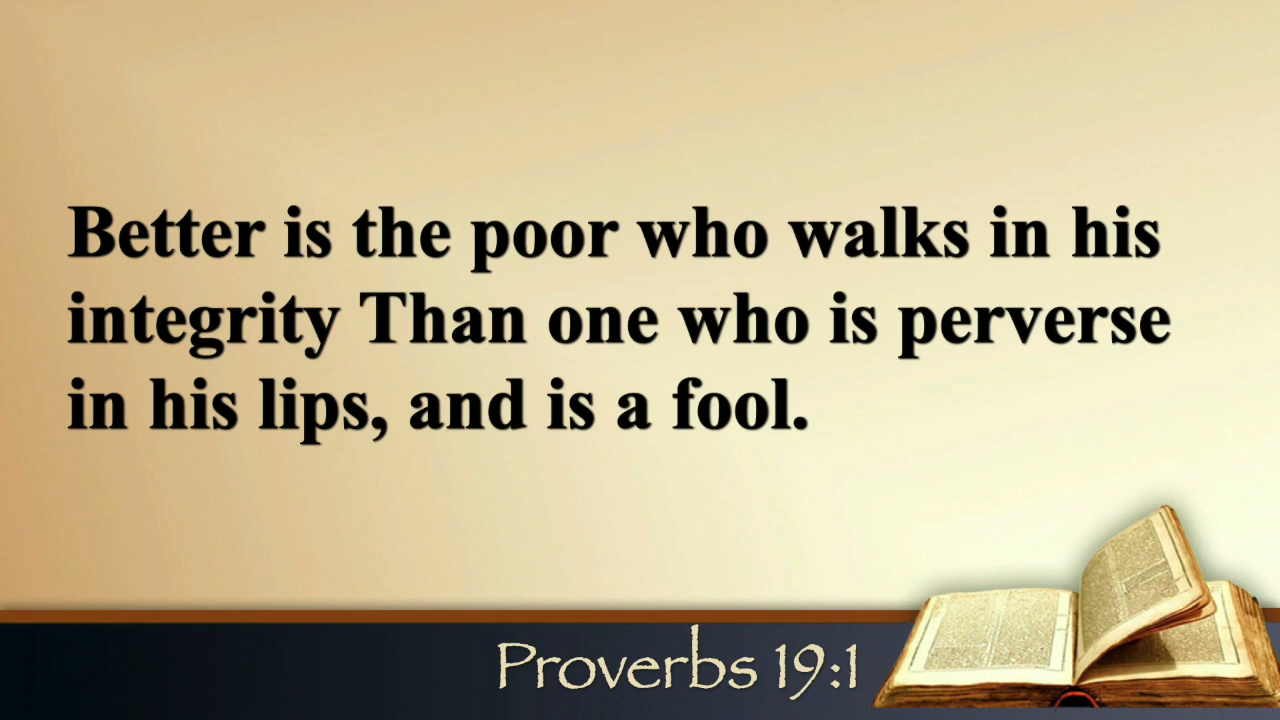 Better is the poor who walks in his
integrity Than one who is perverse
in his lips, and is a fool.
Proverbs 19:1